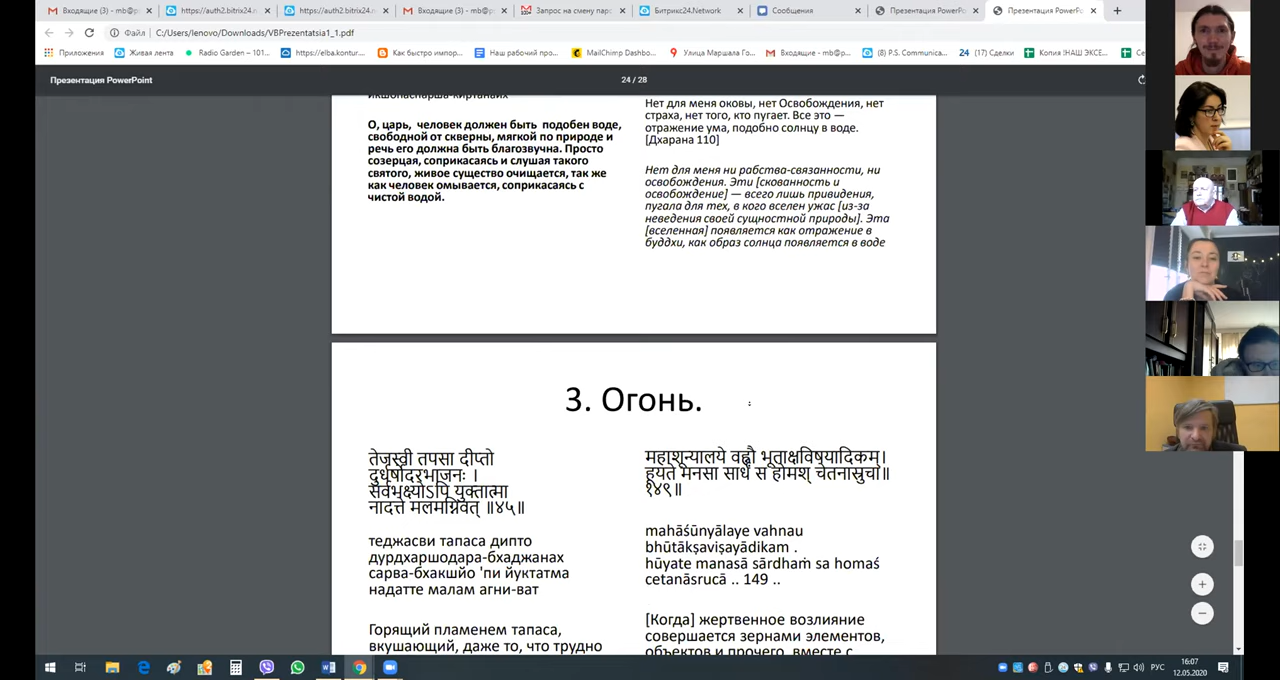 Входящие (3) - mb@p
https://auth2.bitrix24.n
https://auth2.bitrix24.n
Входящие (3) - mb@p
Запрос на смену парс
Битрикс24.Network
Сообщения
Презентация PowerPo
Презентация PowerPo
Файл | C:/Users/lenovo/Downloads/VBPrezentatsia1_1.pdf
Приложения
Живая лента
Radio Garden – 101...
https://elba.kontur...
Как быстро импор...
Наш рабочий про...
MailChimp Dashbo...
Улица Маршала Го...
Входящие - mb@p...
(8) P.S. Communica...
24 (17) Сделки
Копия !НАШ ЭКСЕ...
Презентация PowerPoint
24 / 28
икшопаспарша-киртанаих
О, царь, человек должен быть подобен воде,
свободной от скверны, мягкой по природе и
речь его должна быть благозвучна. Просто
созерцая, соприкасаясь и слушая такого
святого, живое существо очищается, так же
как человек омывается, соприкасаясь с
чистой водой.
Нет для меня оковы, нет Освобождения, нет
страха, нет того, кто пугает. Все это —
отражение ума, подобно солнцу в воде.
[Дхарана 110]
Нет для меня ни рабства-связанности, ни
освобождения. Эти [скованность и
освобождение] — всего лишь привидения,
пугала для тех, в кого вселен ужас [из-за
неведения своей сущностной природы]. Эта
[вселенная] появляется как отражение в
буддхи, как образ солнца появляется в воде
3. Огонь.
तेजस्वी तपसा दीप्तो
दुर्धर्षोदरभाजनः ।
सर्वभक्ष्योऽपि युक्तात्मा
नादत्ते मलमग्निवत् ॥४५॥
теджасви тапаса дипто
дурдхаршодара-бхаджанах
сарва-бхакшйо 'пи йуктатма
надатте малам агни-ват
Горящий пламенем тапаса,
вкушающий, даже то, что трудно
महाशून्यालये वह्नौ भूताक्षविषयादिकम्।
हूयते मनसा सार्धं स होमश् चेतनास्रुचा॥
१४९॥
mahāśūnyālaye vahnau
bhūtākṣaviṣayādikam .
hūyate manasā sārdhaṁ sa homaś
cetanāsrucā .. 149 ..
[Когда] жертвенное возлияние
совершается зернами элементов,
объектов и прочего, вместе с
РУС
16:07
12.05.2020